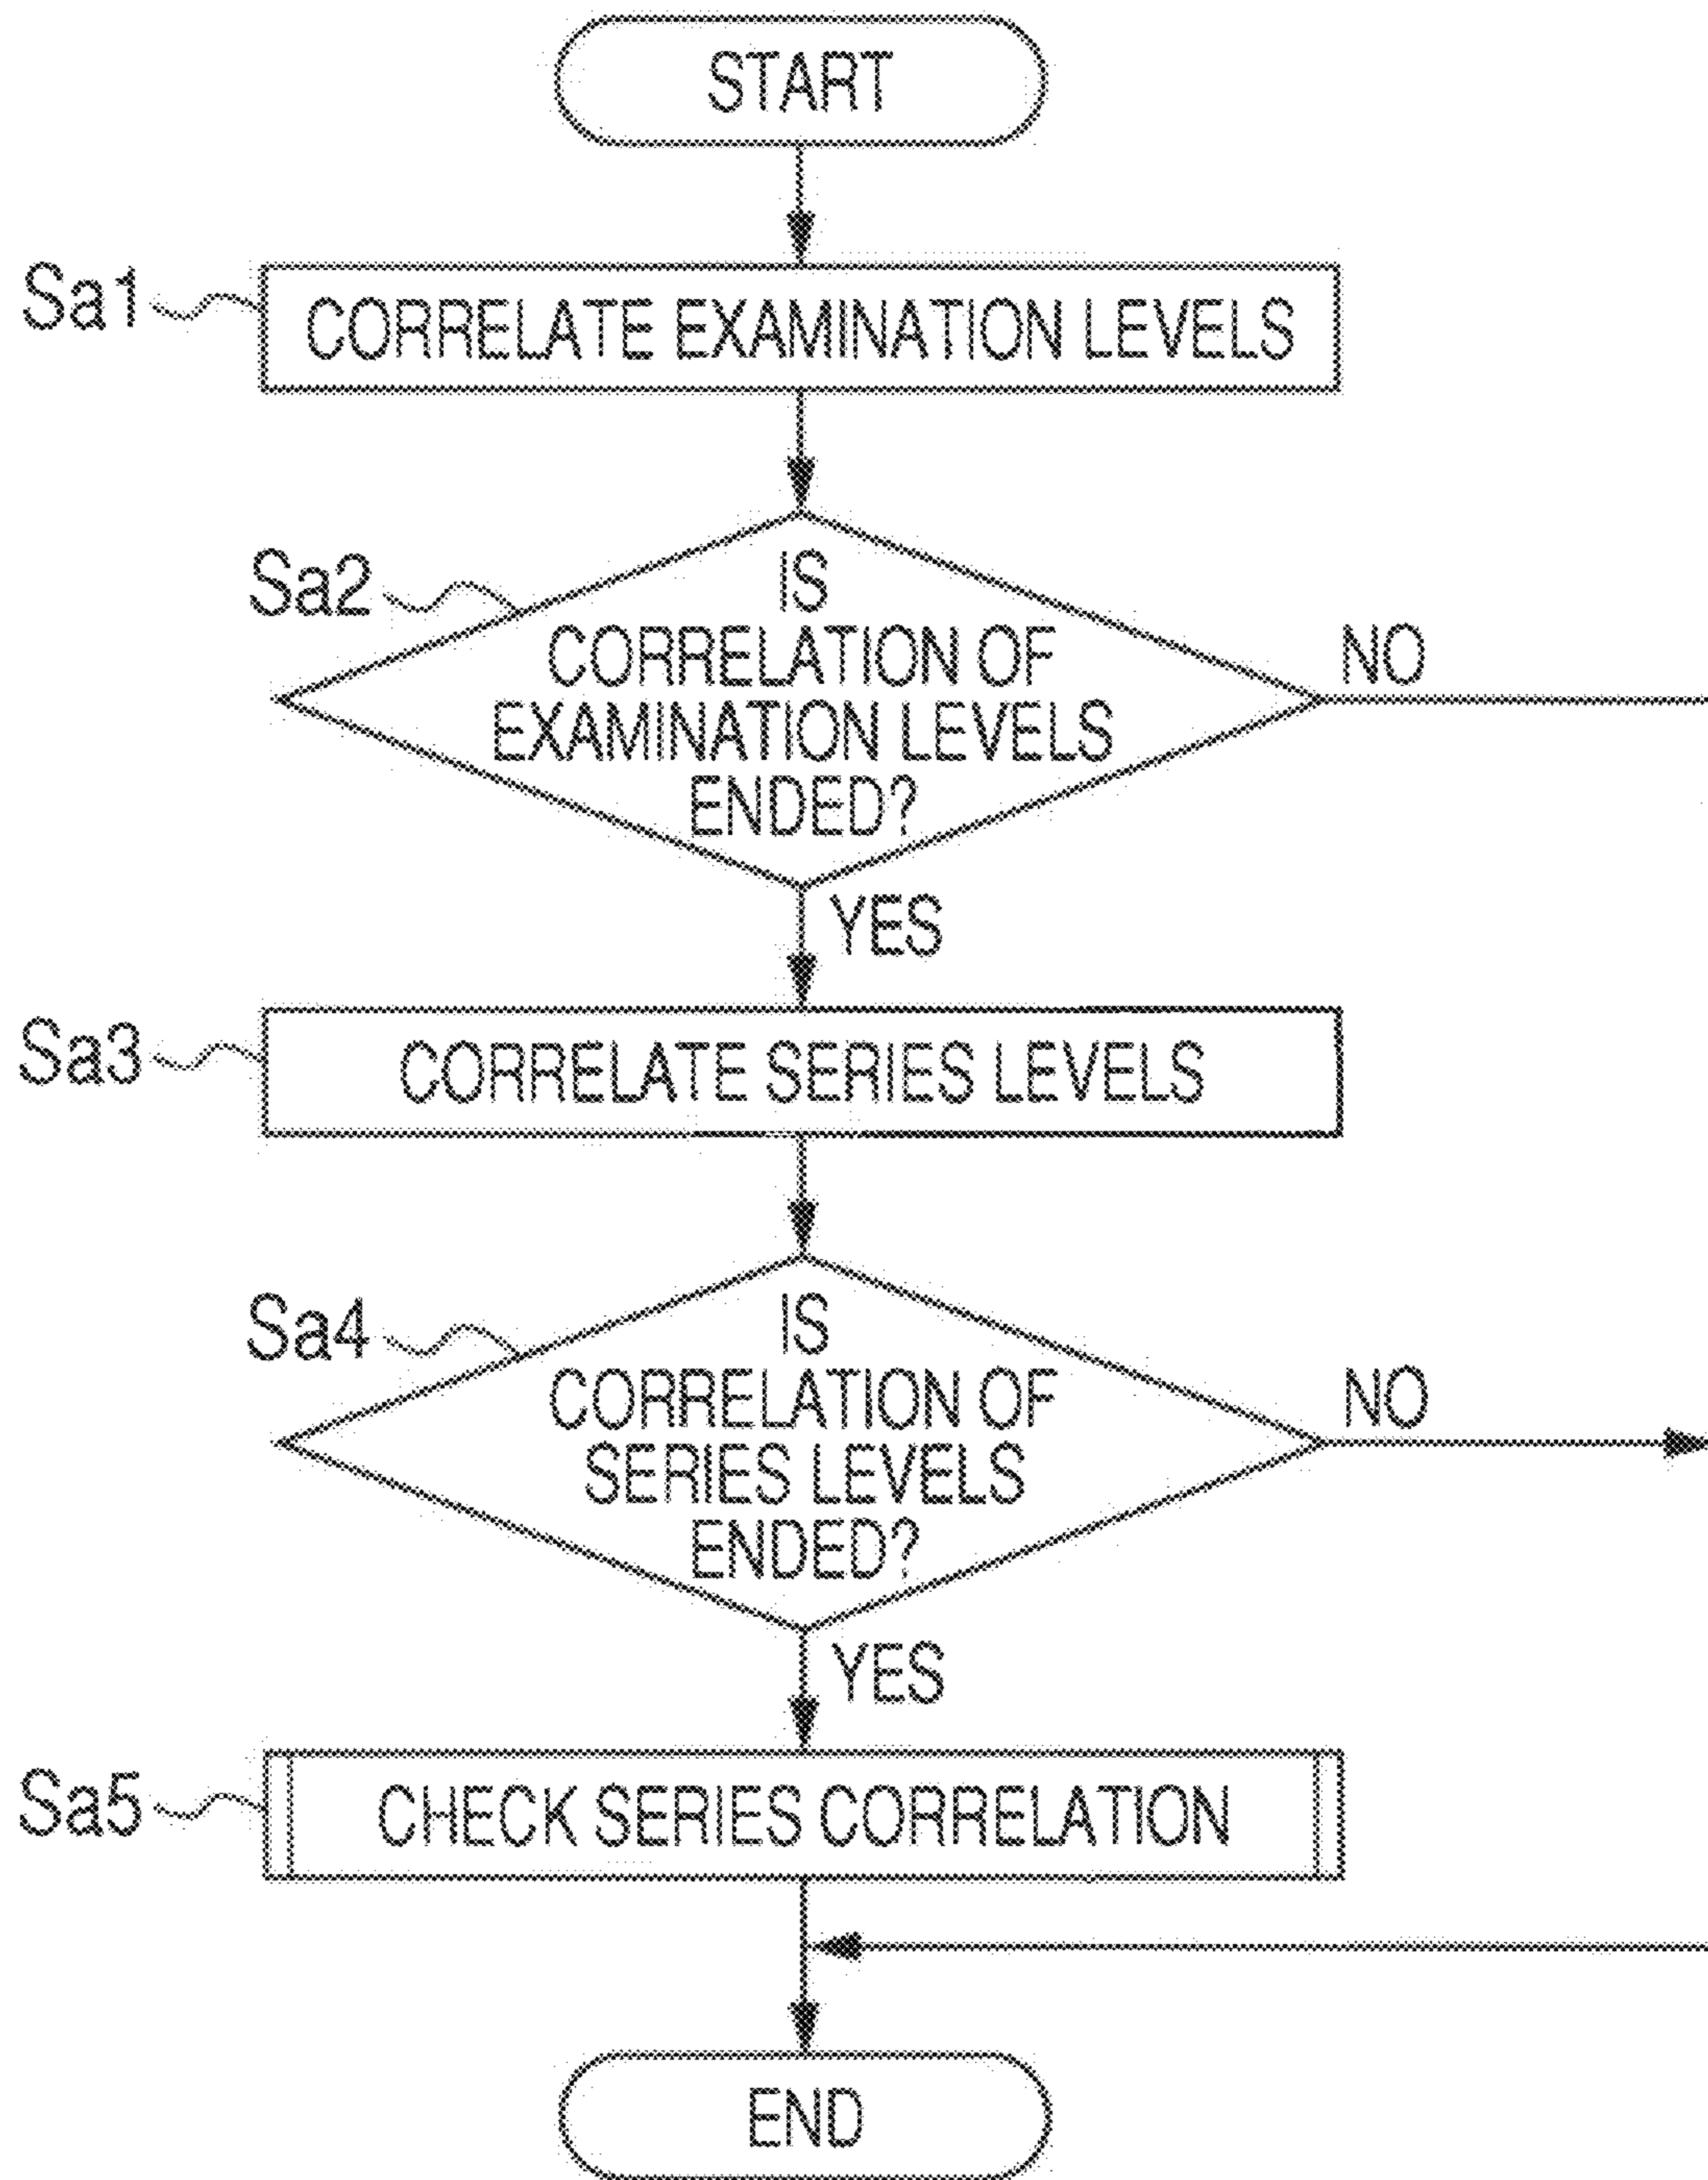 START
Sa1
CORRELATE EXAMINATION LEVELS
Sa2
IS
CORRELATION OF
EXAMINATION LEVELS
ENDED?
NO
YES
Sa3
CORRELATE SERIES LEVELS
Sa4
IS
CORRELATION OF
SERIES LEVELS
ENDED?
NO
YES
Sa5
CHECK SERIES CORRELATION
END